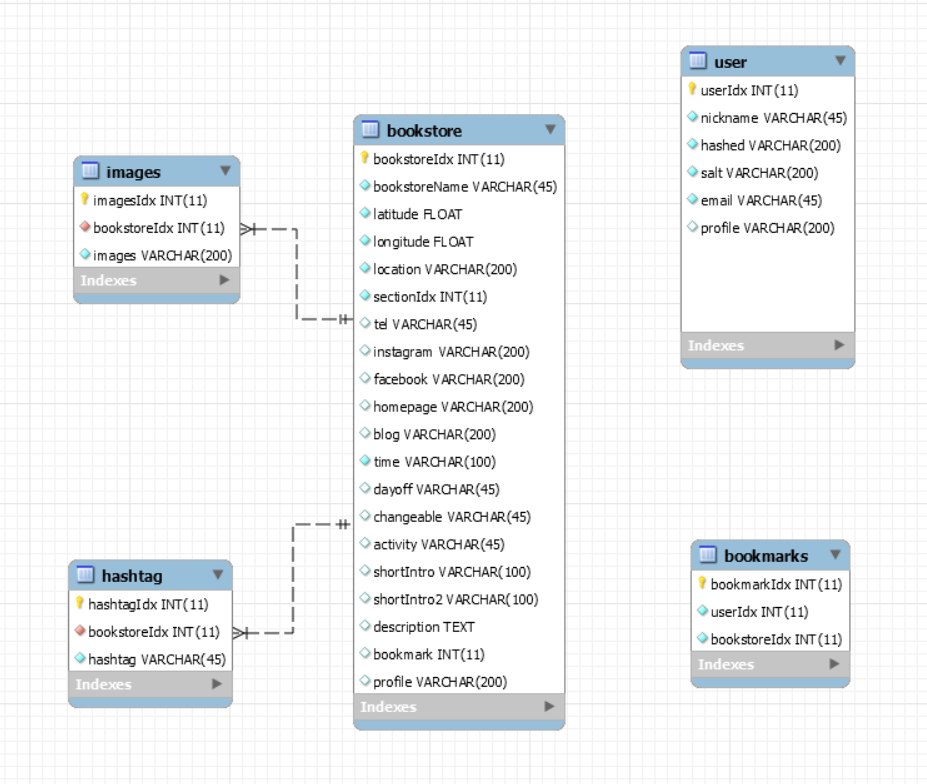 images
imagesIdx INT(11)
bookstoreIdx INT(11)
images VARCHAR(200)
Indexes
hashtag
hashtagIdx INT(11)
bookstoreIdx INT(11)
hashtag VARCHAR(45)
Indexes
bookstore
bookstoreIdx INT(11)
bookstoreName VARCHAR(45)
latitude FLOAT
longitude FLOAT
location VARCHAR(200)
sectionIdx INT(11)
tel VARCHAR(45)
instagram VARCHAR(200)
facebook VARCHAR(200)
homepage VARCHAR(200)
blog VARCHAR(200)
time VARCHAR(100)
dayoff VARCHAR(45)
changeable VARCHAR(45)
activity VARCHAR(45)
shortIntro VARCHAR(100)
shortIntro2 VARCHAR(100)
description TEXT
bookmark INT(11)
profile VARCHAR(200)
Indexes
user
userIdx INT(11)
nickname VARCHAR(45)
hashed VARCHAR(200)
salt VARCHAR(200)
email VARCHAR(45)
profile VARCHAR(200)
Indexes
bookmarks
bookmarkIdx INT(11)
userIdx INT(11)
bookstoreIdx INT(11)
Indexes